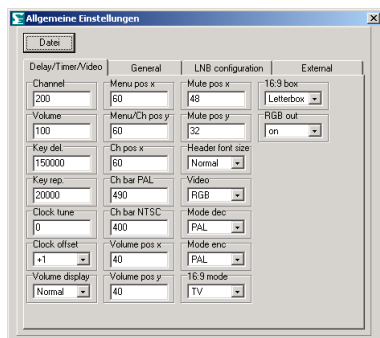 Allgemeine Einstellungen
Datei
Delay/Timer/Video General LNB configuration External
Channel Menu pos x Mute pos x 16:9 box
200 60 48 Letterbox
Volume Menu/Ch pos y Mute pos y RGB out
100 60 32 on
Key del. Ch pos x Header font size
150000 60 Normal
Key rep. Ch bar PAL Video
20000 490 RGB
Clock tune Ch bar NTSC Mode dec
0 400 PAL
Clock offset Volume pos x Mode enc
+1 40 PAL
Volume display Volume pos y 16:9 mode
Normal 40 TV